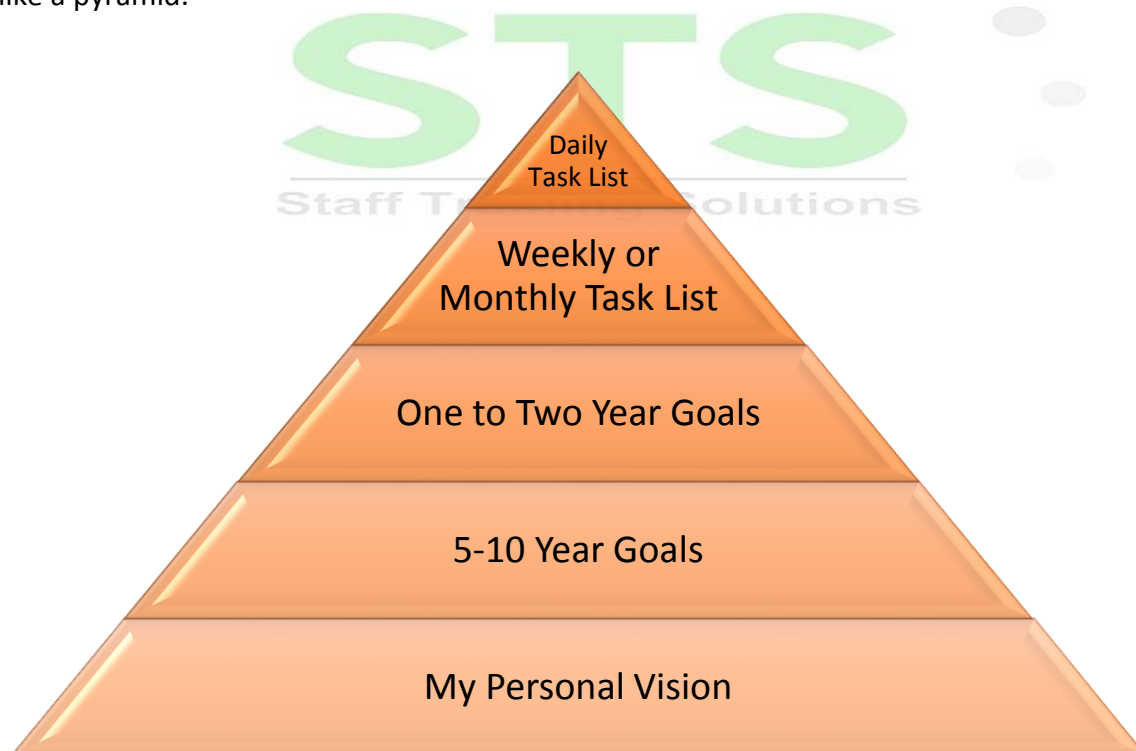 like a pyramid.
STS
Staff Training Solutions
Daily
Task List
Weekly or
Monthly Task List
One to Two Year Goals
5-10 Year Goals
My Personal Vision